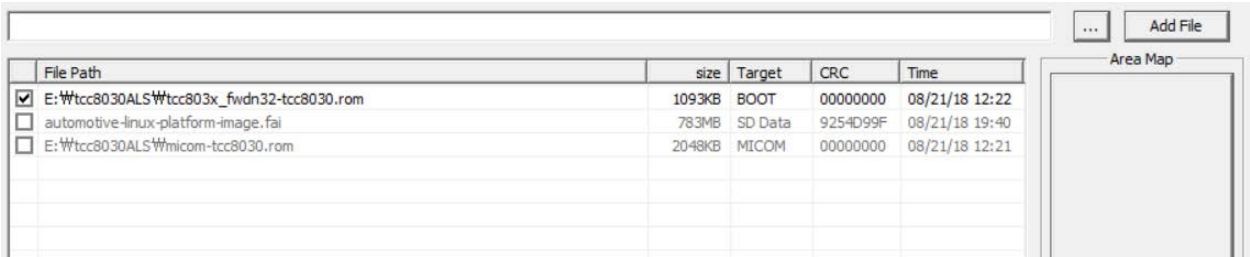 ... Add File
Area Map
File Path size Target CRC Time
E:₩tcc8030ALS₩tcc803x_fwdn32-tcc8030.rom 1093KB BOOT 00000000 08/21/18 12:22
automotive-linux-platform-image.fai 783MB SD Data 9254D99F 08/21/18 19:40
E:₩tcc8030ALS₩micom-tcc8030.rom 2048KB MICOM 00000000 08/21/18 12:21